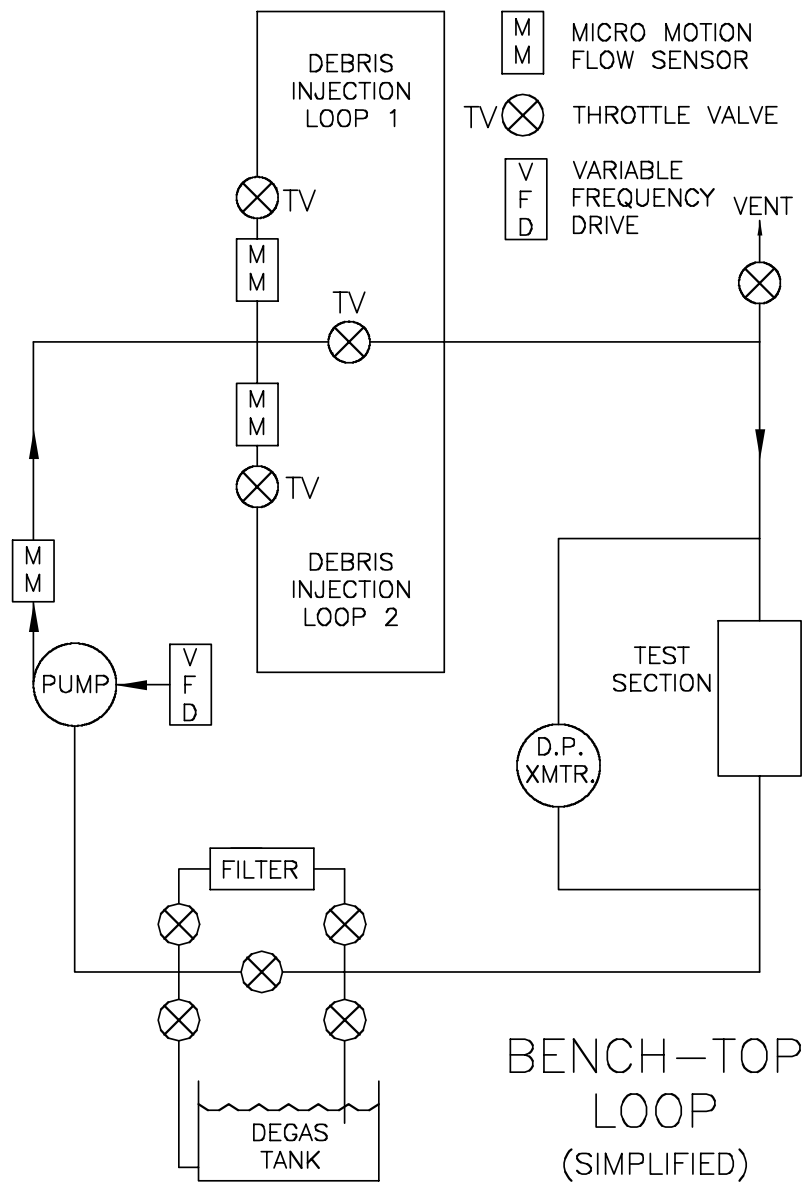 M
M
MICRO MOTION
FLOW SENSOR
TV
THROTTLE VALVE
V
F
D
VARIABLE
FREQUENCY
DRIVE
VENT
DEBRIS
INJECTION
LOOP 1
TV
M
M
TV
M
M
TV
DEBRIS
INJECTION
LOOP 2
M
M
PUMP
V
F
D
TEST
SECTION
D.P.
XMTR.
FILTER
DEGAS
TANK
BENCH-TOP
LOOP
(SIMPLIFIED)